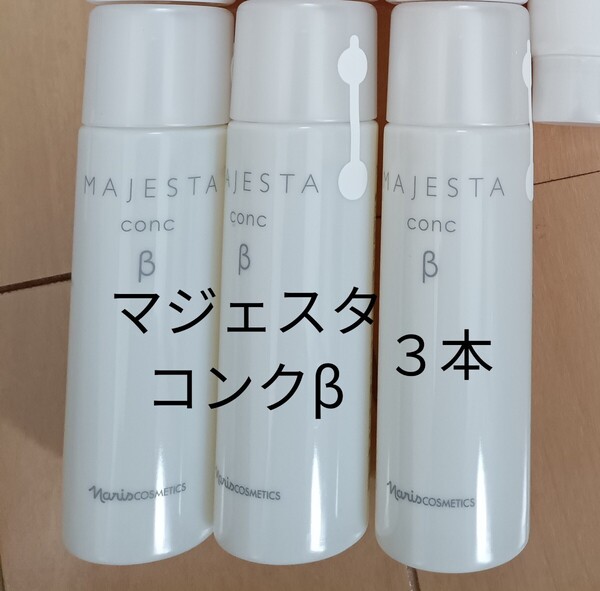 MAJESTA
conc
β
narisCOSMETICS
AJESTA
conc
β
narisCOSMETICS
MAJESTA
conc
β
narisCOSMETICS
マジェスタ
コンクβ
３本